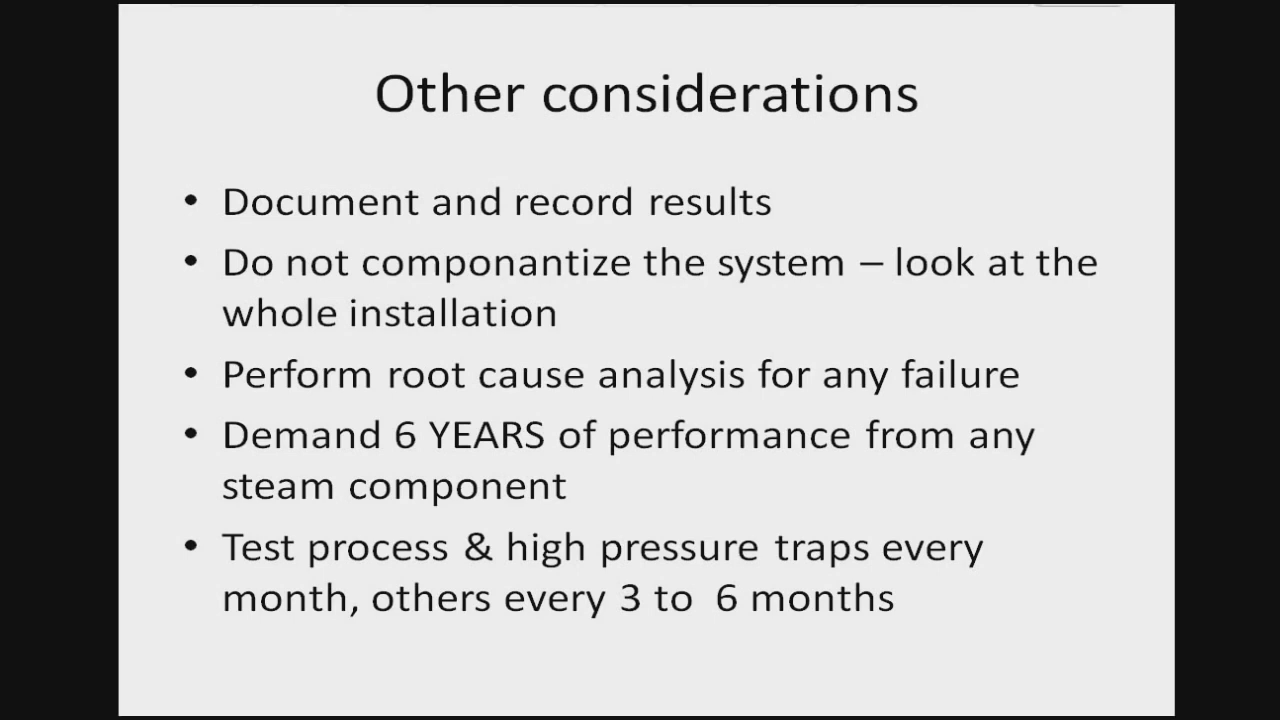 Other considerations
• Document and record results
• Do not componantize the system – look at the
whole installation
• Perform root cause analysis for any failure
• Demand 6 YEARS of performance from any
steam component
• Test process & high pressure traps every
month, others every 3 to  6 months